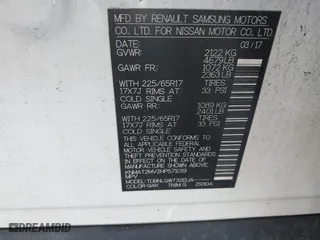 MFD BY RENAULT SAMSUNG MOTORS
CO. LTD. FOR NISSAN MOTOR CO. LTD.
DATE: 03/17
GVWR: 2122 KG
4679LB
GAWR FR: 1072 KG
2363LB
WITH 225/65R17 TIRES
17X7J RIMS AT 33 PSI
COLD SINGLE
GAWR RR: 1089 KG
2401LB
WITH 225/65R17 TIRES
17X7J RIMS AT 33 PSI
COLD SINGLE
THIS VEHICLE CONFORMS TO ALL
APPLICABLE FEDERAL MOTOR
VEHICLE SAFETY AND THEFT
PREVENTION STANDARDS IN EFFECT
ON THE DATE OF MANUFACTURE
SHOWN ABOVE.
MPV
MODEL:
COLOR: QAK TRIM: G
© DREAMBID dreambid.com